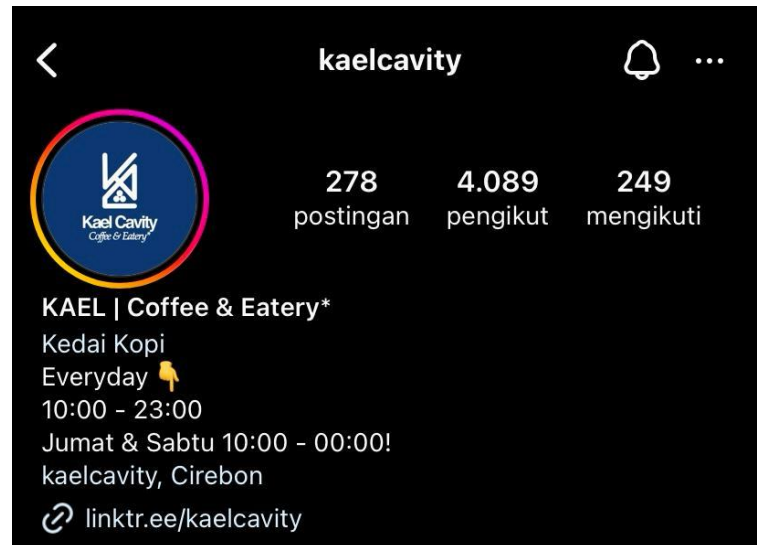 kaelcavity
Kael Cavity
Coffee & Eatery*
278 4.089 249
postingan pengikut mengikuti
KAEL | Coffee & Eatery*
Kedai Kopi
Everyday 👇
10:00 - 23:00
Jumat & Sabtu 10:00 - 00:00!
kaelcavity, Cirebon
linktr.ee/kaelcavity